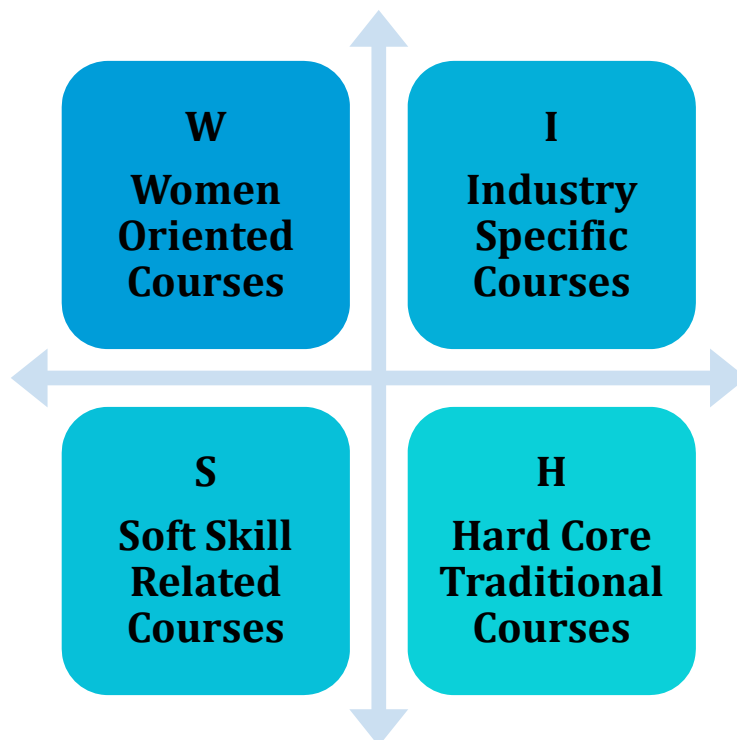 W
Women
Oriented
Courses
I
Industry
Specific
Courses
S
Soft Skill
Related
Courses
H
Hard Core
Traditional
Courses